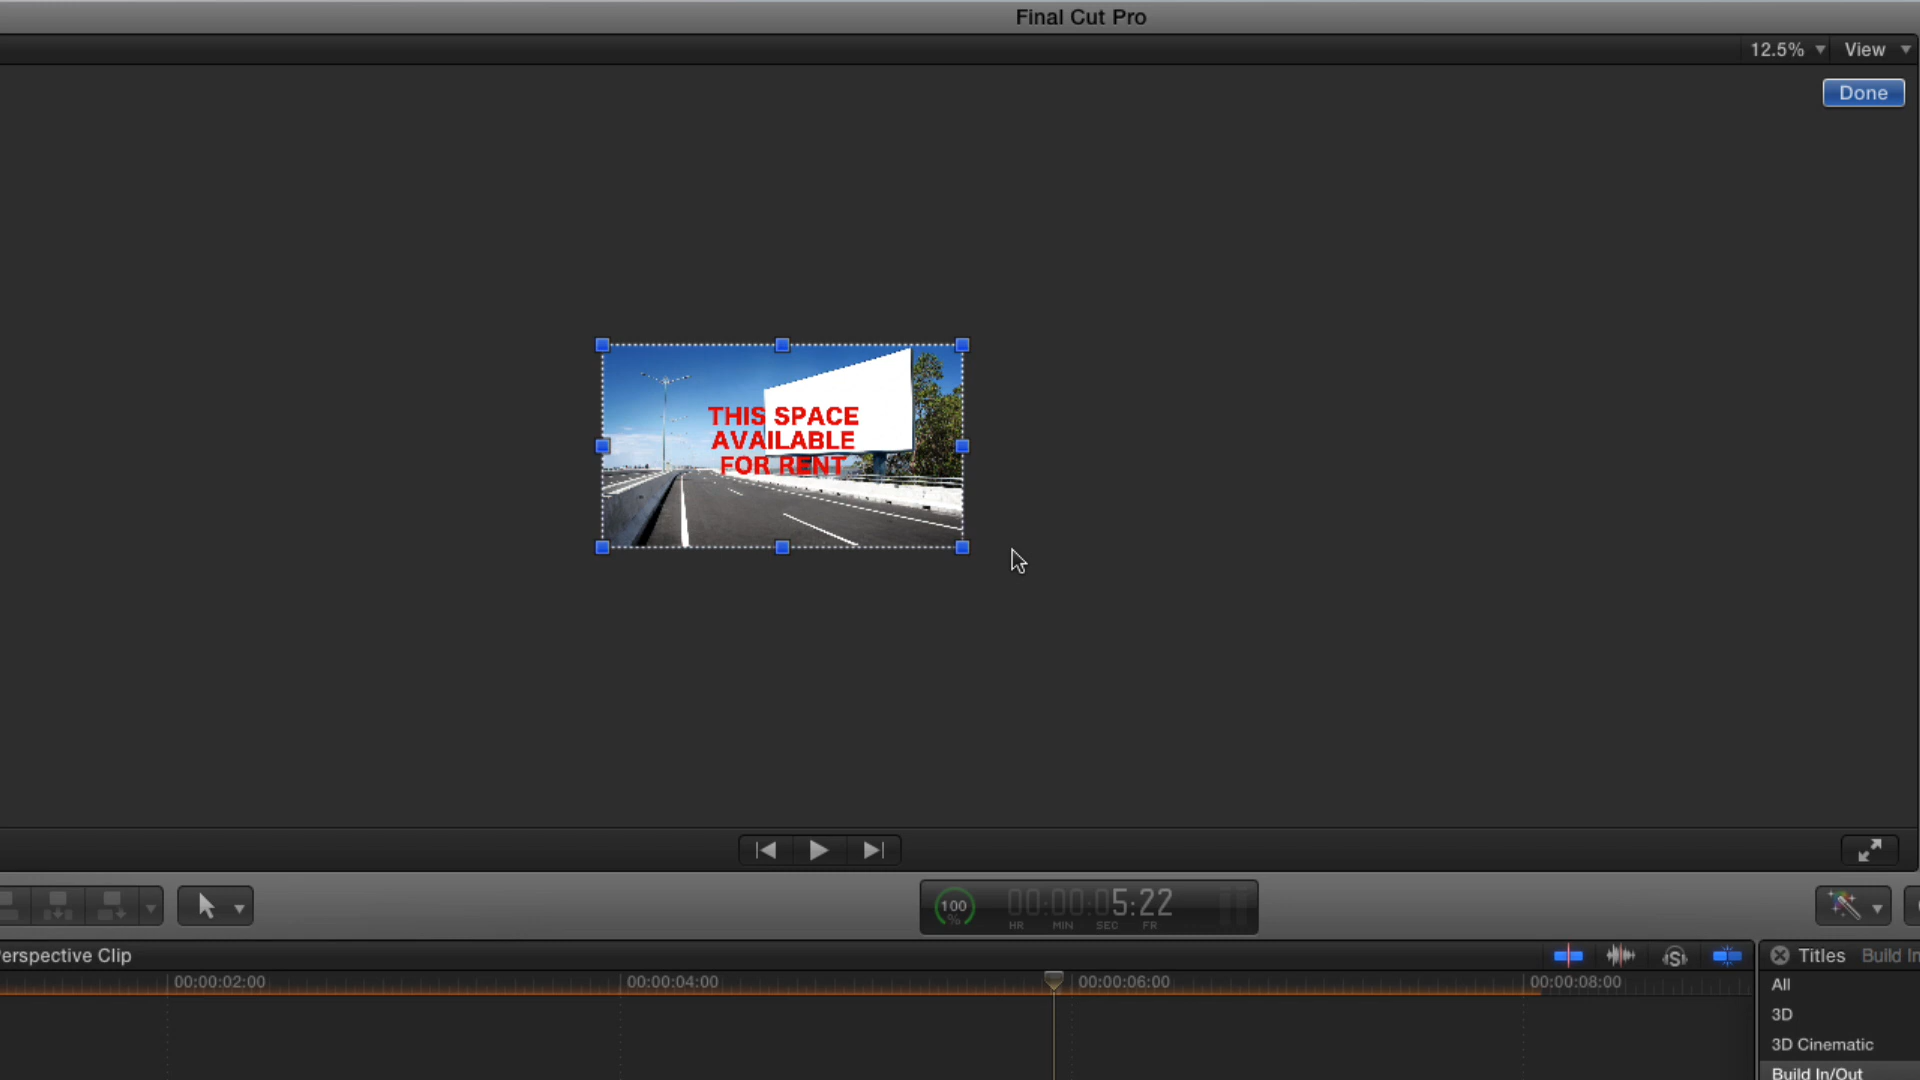 Final Cut Pro
12.5% View
Done
THIS SPACE
AVAILABLE
FOR RENT
100
%
00:00:05:22
HR MIN SEC FR
erspective Clip
Titles Build In
00:00:02:00 00:00:04:00 00:00:06:00 00:00:08:00
All
3D
3D Cinematic
Build In/Out